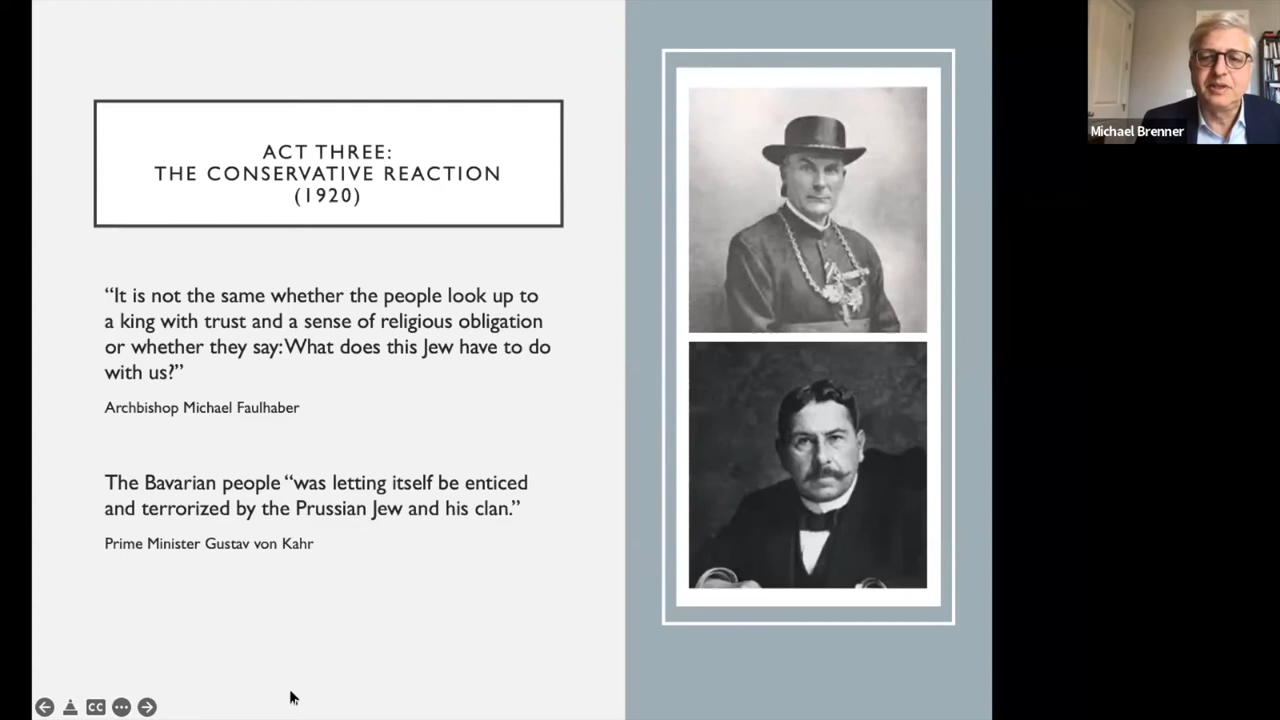 ACT THREE:
THE CONSERVATIVE REACTION
(1920)
“It is not the same whether the people look up to
a king with trust and a sense of religious obligation
or whether they say: What does this Jew have to do
with us?”
Archbishop Michael Faulhaber
The Bavarian people “was letting itself be enticed
and terrorized by the Prussian Jew and his clan.”
Prime Minister Gustav von Kahr
Michael Brenner
CC